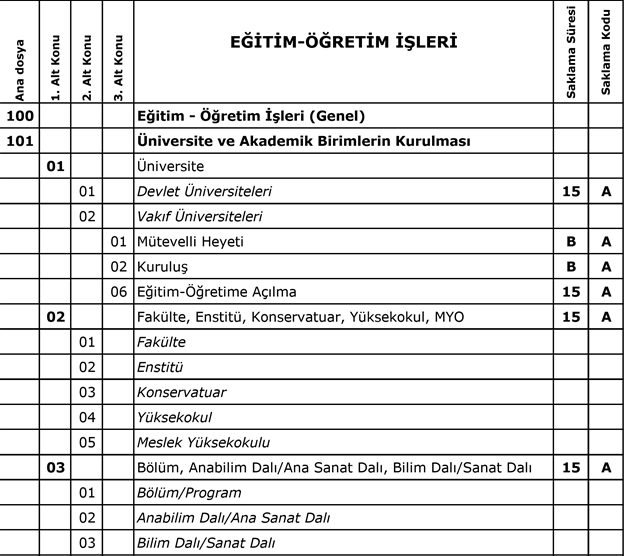 Ana dosya 1. Alt Konu 2. Alt Konu 3. Alt Konu EĞİTİM-ÖĞRETİM İŞLERİ Saklama Süresi Saklama Kodu
100 Eğitim - Öğretim İşleri (Genel)
101 Üniversite ve Akademik Birimlerin Kurulması
01 Üniversite
01 Devlet Üniversiteleri 15 A
02 Vakıf Üniversiteleri
01 Mütevelli Heyeti B A
02 Kuruluş B A
06 Eğitim-Öğretime Açılma 15 A
02 Fakülte, Enstitü, Konservatuar, Yüksekokul, MYO 15 A
01 Fakülte
02 Enstitü
03 Konservatuar
04 Yüksekokul
05 Meslek Yüksekokulu
03 Bölüm, Anabilim Dalı/Ana Sanat Dalı, Bilim Dalı/Sanat Dalı 15 A
01 Bölüm/Program
02 Anabilim Dalı/Ana Sanat Dalı
03 Bilim Dalı/Sanat Dalı